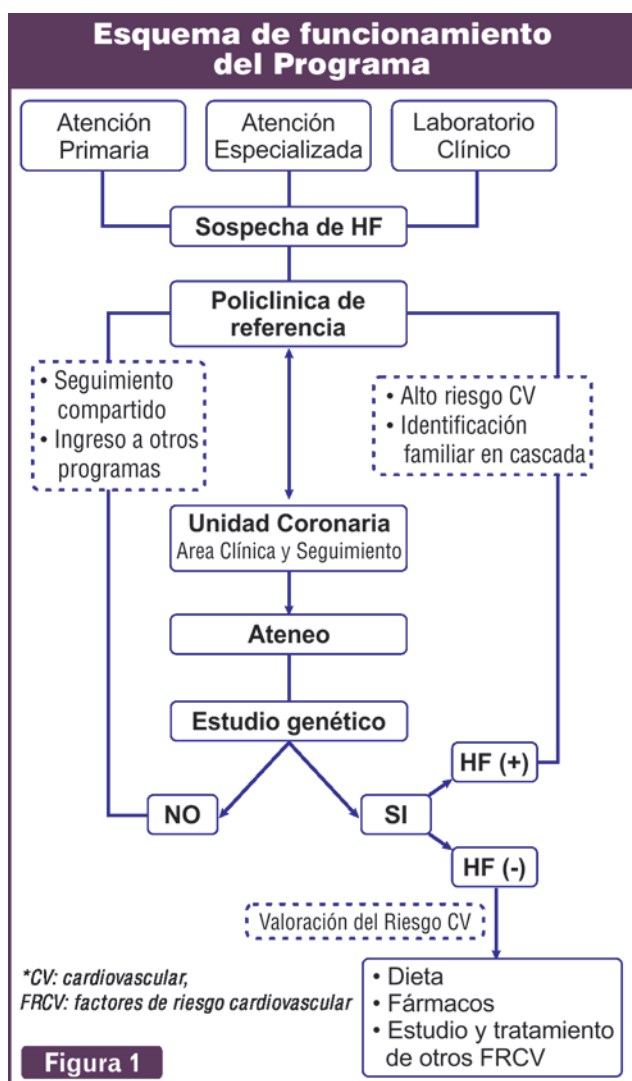 Esquema de funcionamiento
del Programa
Atención
Primaria
Atención
Especializada
Laboratorio
Clínico
Sospecha de HF
Policlinica de
referencia
• Seguimiento
compartido
• Ingreso a otros
programas
• Alto riesgo CV
• Identificación
familiar en cascada
Unidad Coronaria
Area Clínica y Seguimiento
Ateneo
Estudio genético
NO
SI
HF (+)
HF (-)
Valoración del Riesgo CV
• Dieta
• Fármacos
• Estudio y tratamiento
de otros FRCV
*CV: cardiovascular,
FRCV: factores de riesgo cardiovascular
Figura 1